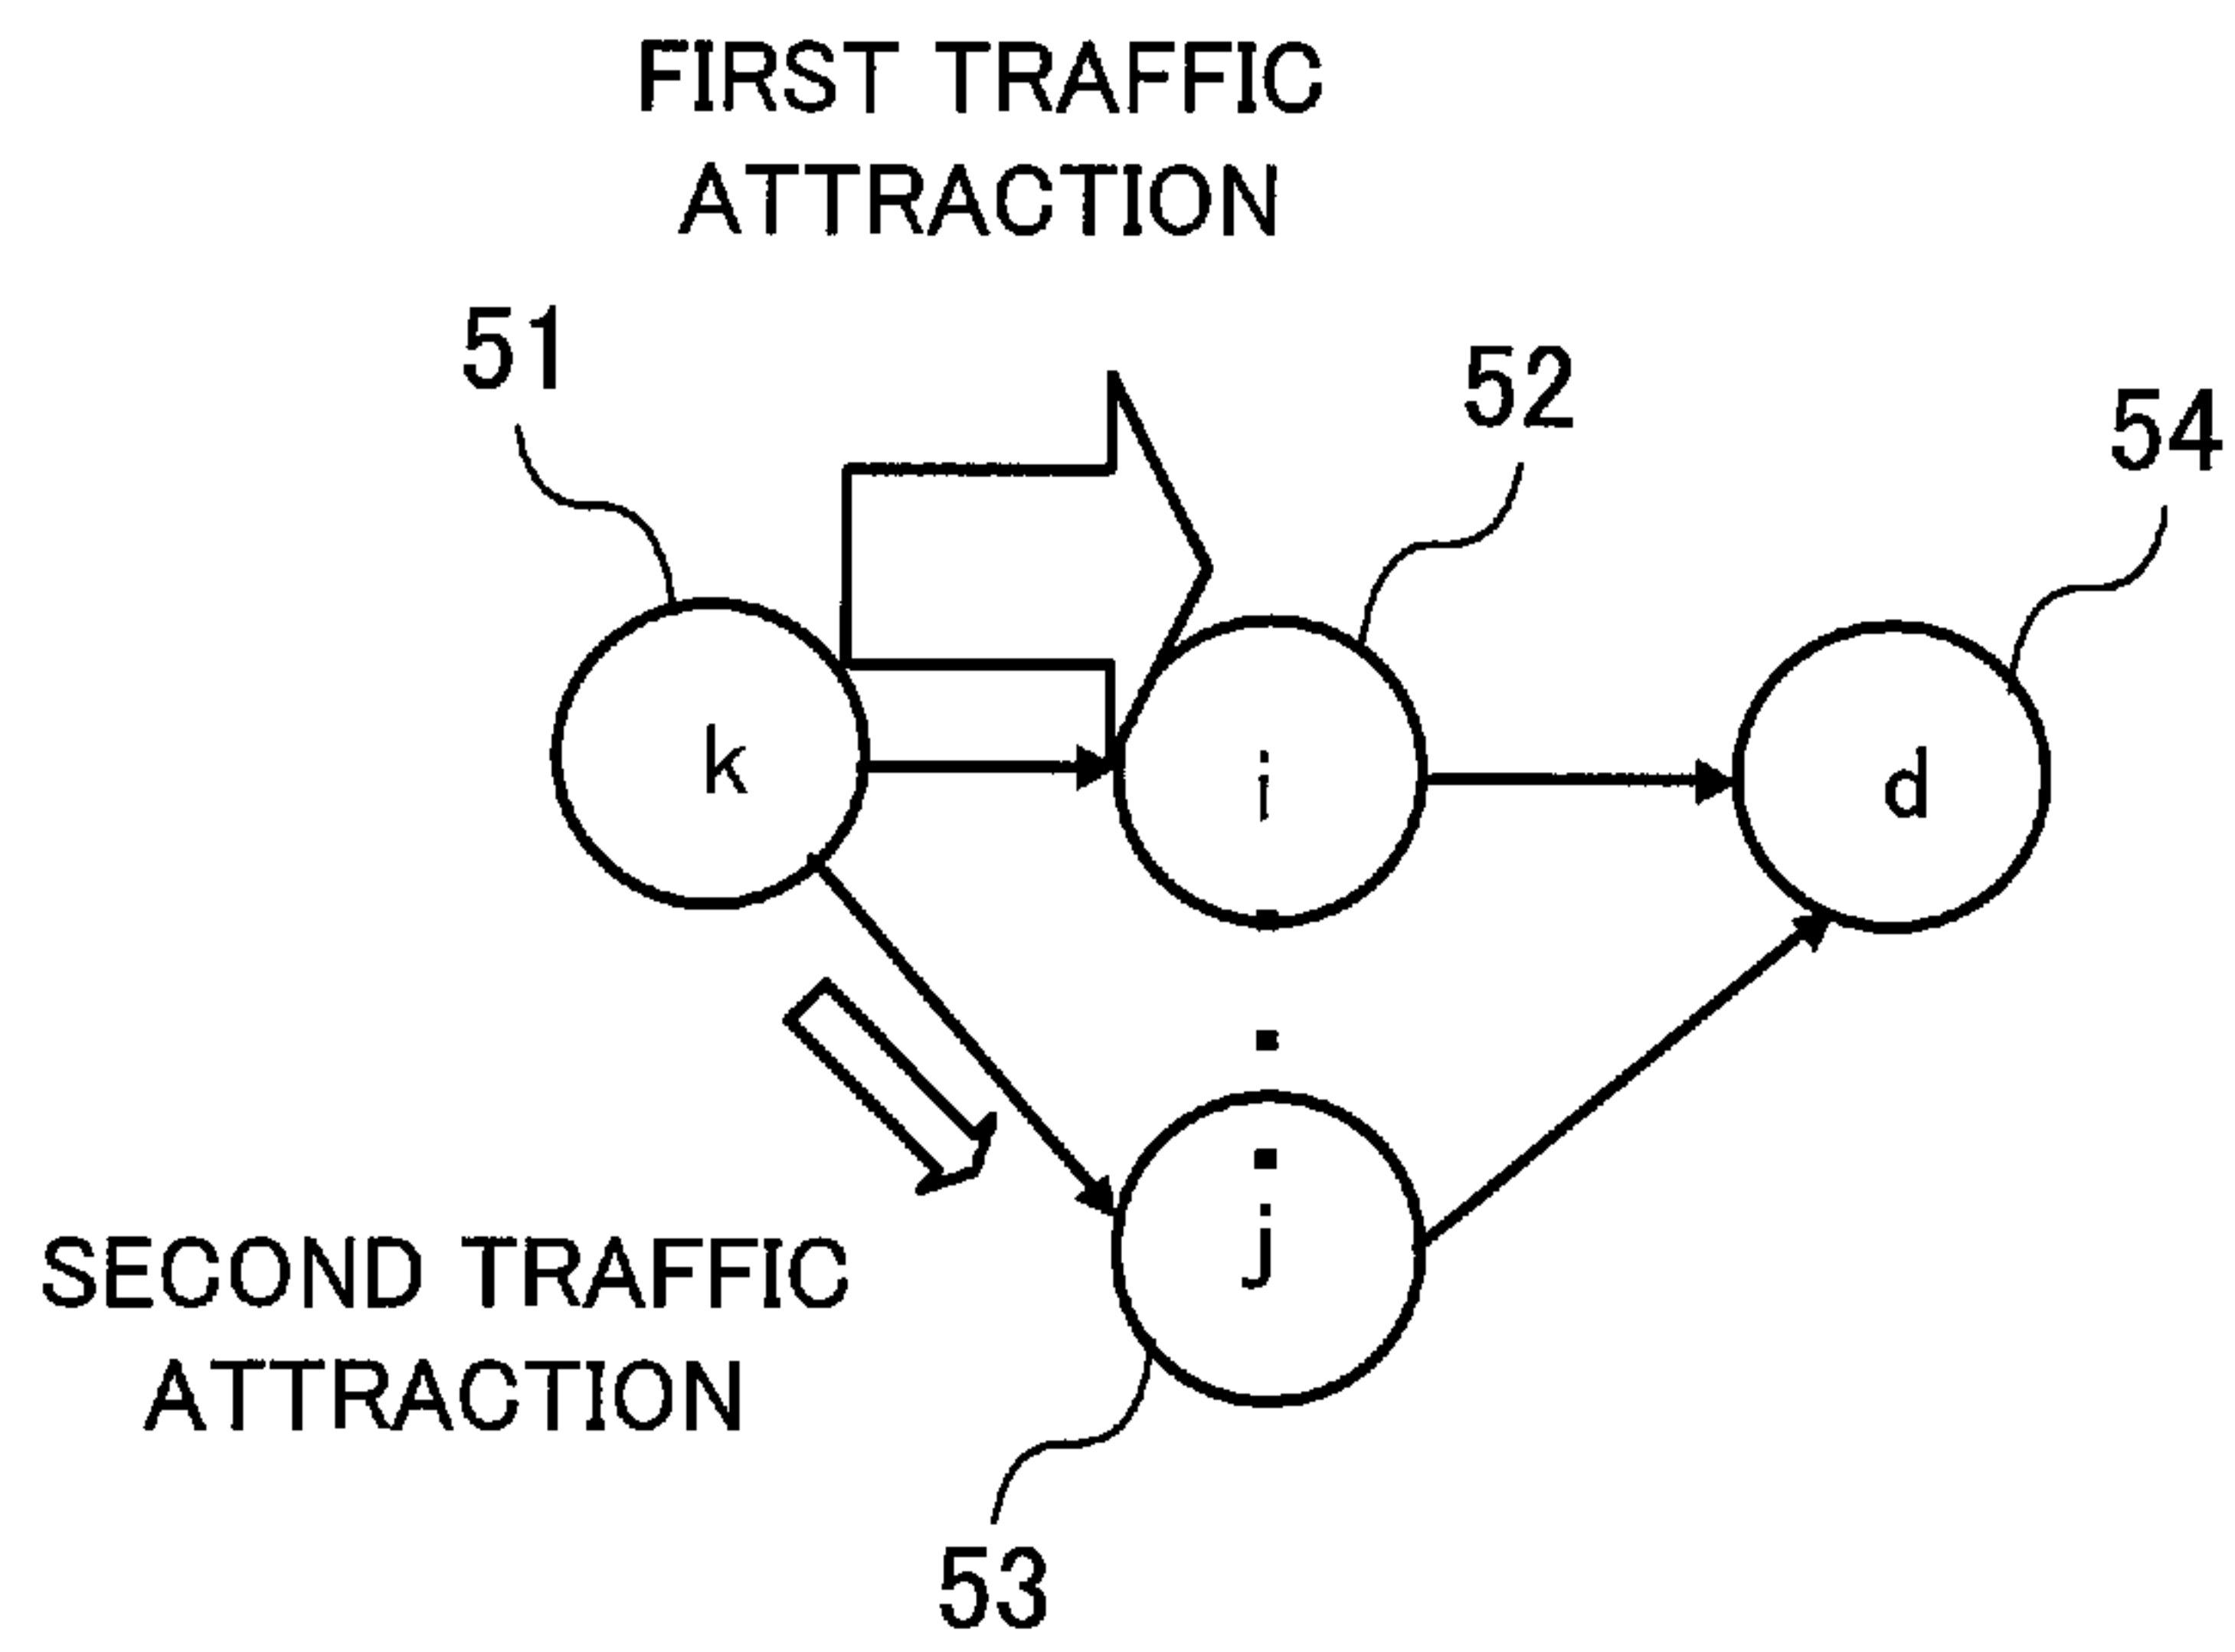 FIRST TRAFFIC
ATTRACTION
51
52
54
k
i
d
j
SECOND TRAFFIC
ATTRACTION
53